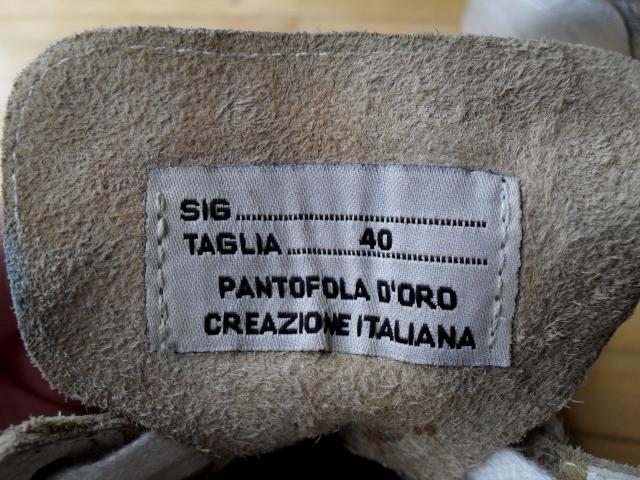 SIG....................................................
TAGLIA............40................
PANTOFOLA D'ORO
CREAZIONE ITALIANA